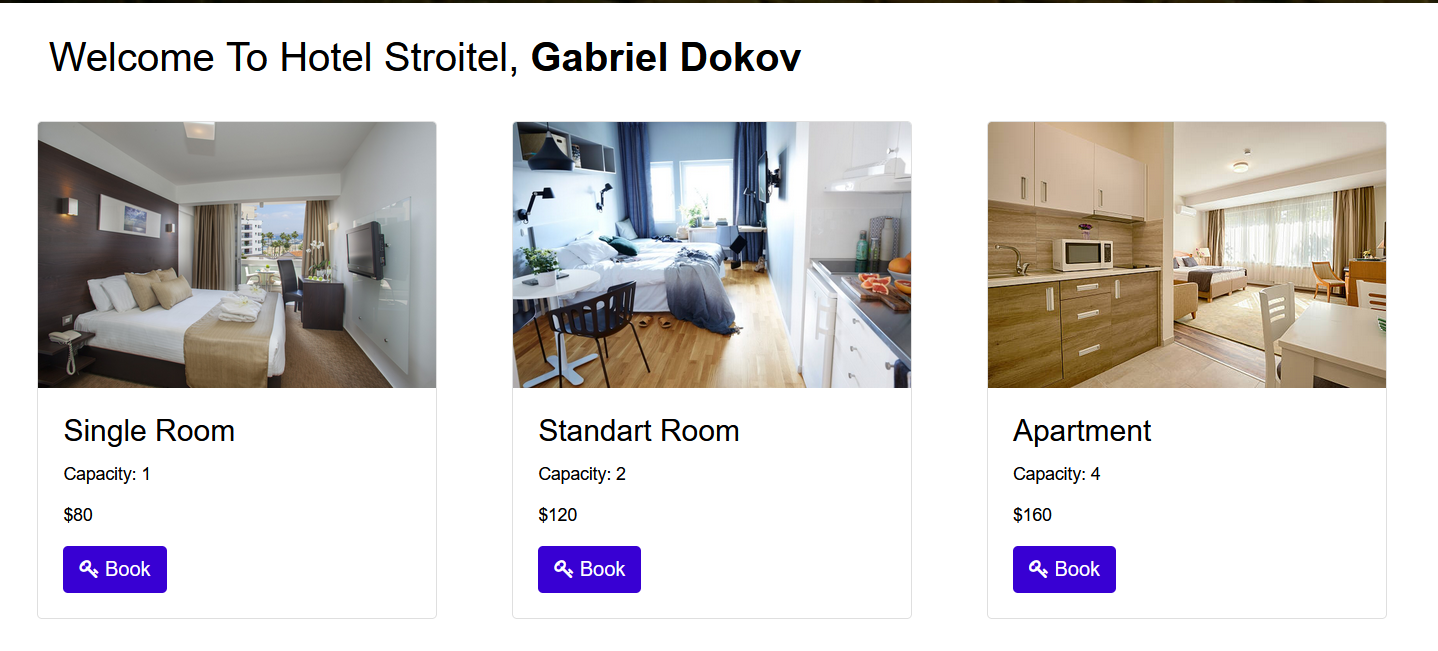 Welcome To Hotel Stroitel, Gabriel Dokov
Single Room
Capacity: 1
$80
Book
Standart Room
Capacity: 2
$120
Book
Apartment
Capacity: 4
$160
Book